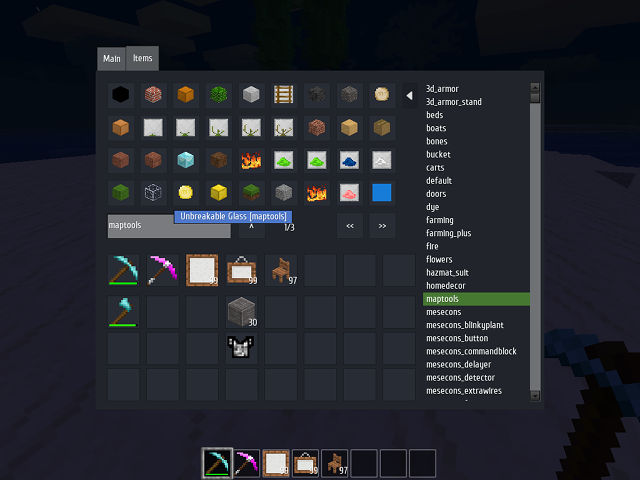 Main
Items
3d_armor
3d_armor_stand
beds
boats
bones
bucket
carts
default
doors
dye
farming
farming_plus
fire
flowers
hazmat_suit
homedecor
maptools
mesecons
mesecons_blinkyplant
mesecons_button
mesecons_commandblock
mesecons_delayer
mesecons_detector
mesecons_extrawires
Unbreakable Glass [maptools]
maptools
^
1/3
<<
>>
99
99
97
30
99
99
97